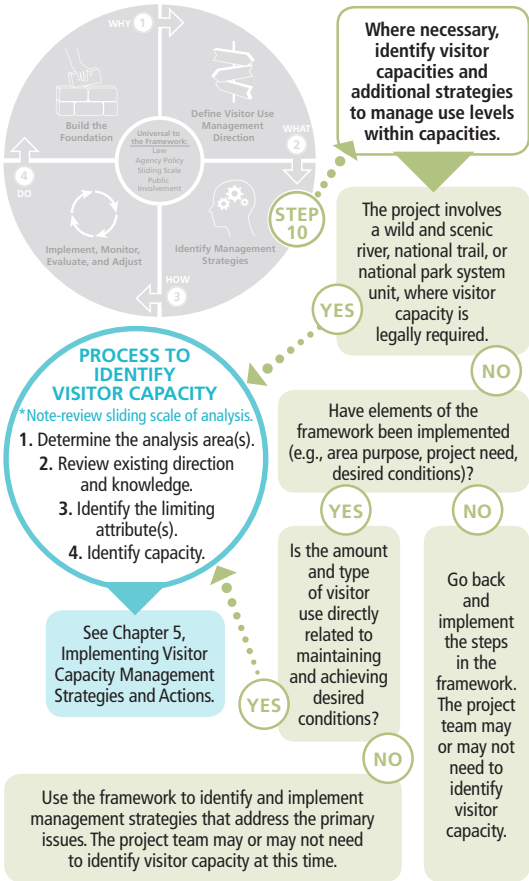 WHY 1
Build the
Foundation
Define Visitor Use
Management
Direction
WHAT
2
Universal to
the Framework:
Law
Agency Policy
Sliding Scale
Public
Involvement
4
DO
Implement, Monitor,
Evaluate, and Adjust
Identify Management
Strategies
HOW
3
STEP
10
Where necessary,
identify visitor
capacities and
additional strategies
to manage use levels
within capacities.
The project involves
a wild and scenic
river, national trail, or
national park system
unit, where visitor
capacity is
legally required.
YES
NO
PROCESS TO
IDENTIFY
VISITOR CAPACITY
*Note-review sliding scale of analysis.
1. Determine the analysis area(s).
2. Review existing direction
and knowledge.
3. Identify the limiting
attribute(s).
4. Identify capacity.
See Chapter 5,
Implementing Visitor
Capacity Management
Strategies and Actions.
Have elements of the
framework been implemented
(e.g., area purpose, project need,
desired conditions)?
YES
NO
Is the amount
and type
of visitor
use directly
related to
maintaining
and achieving
desired
conditions?
YES
NO
Go back
and
implement
the steps
in the
framework.
The project
team may
or may not
need to
identify
visitor
capacity.
Use the framework to identify and implement
management strategies that address the primary
issues. The project team may or may not need
to identify visitor capacity at this time.